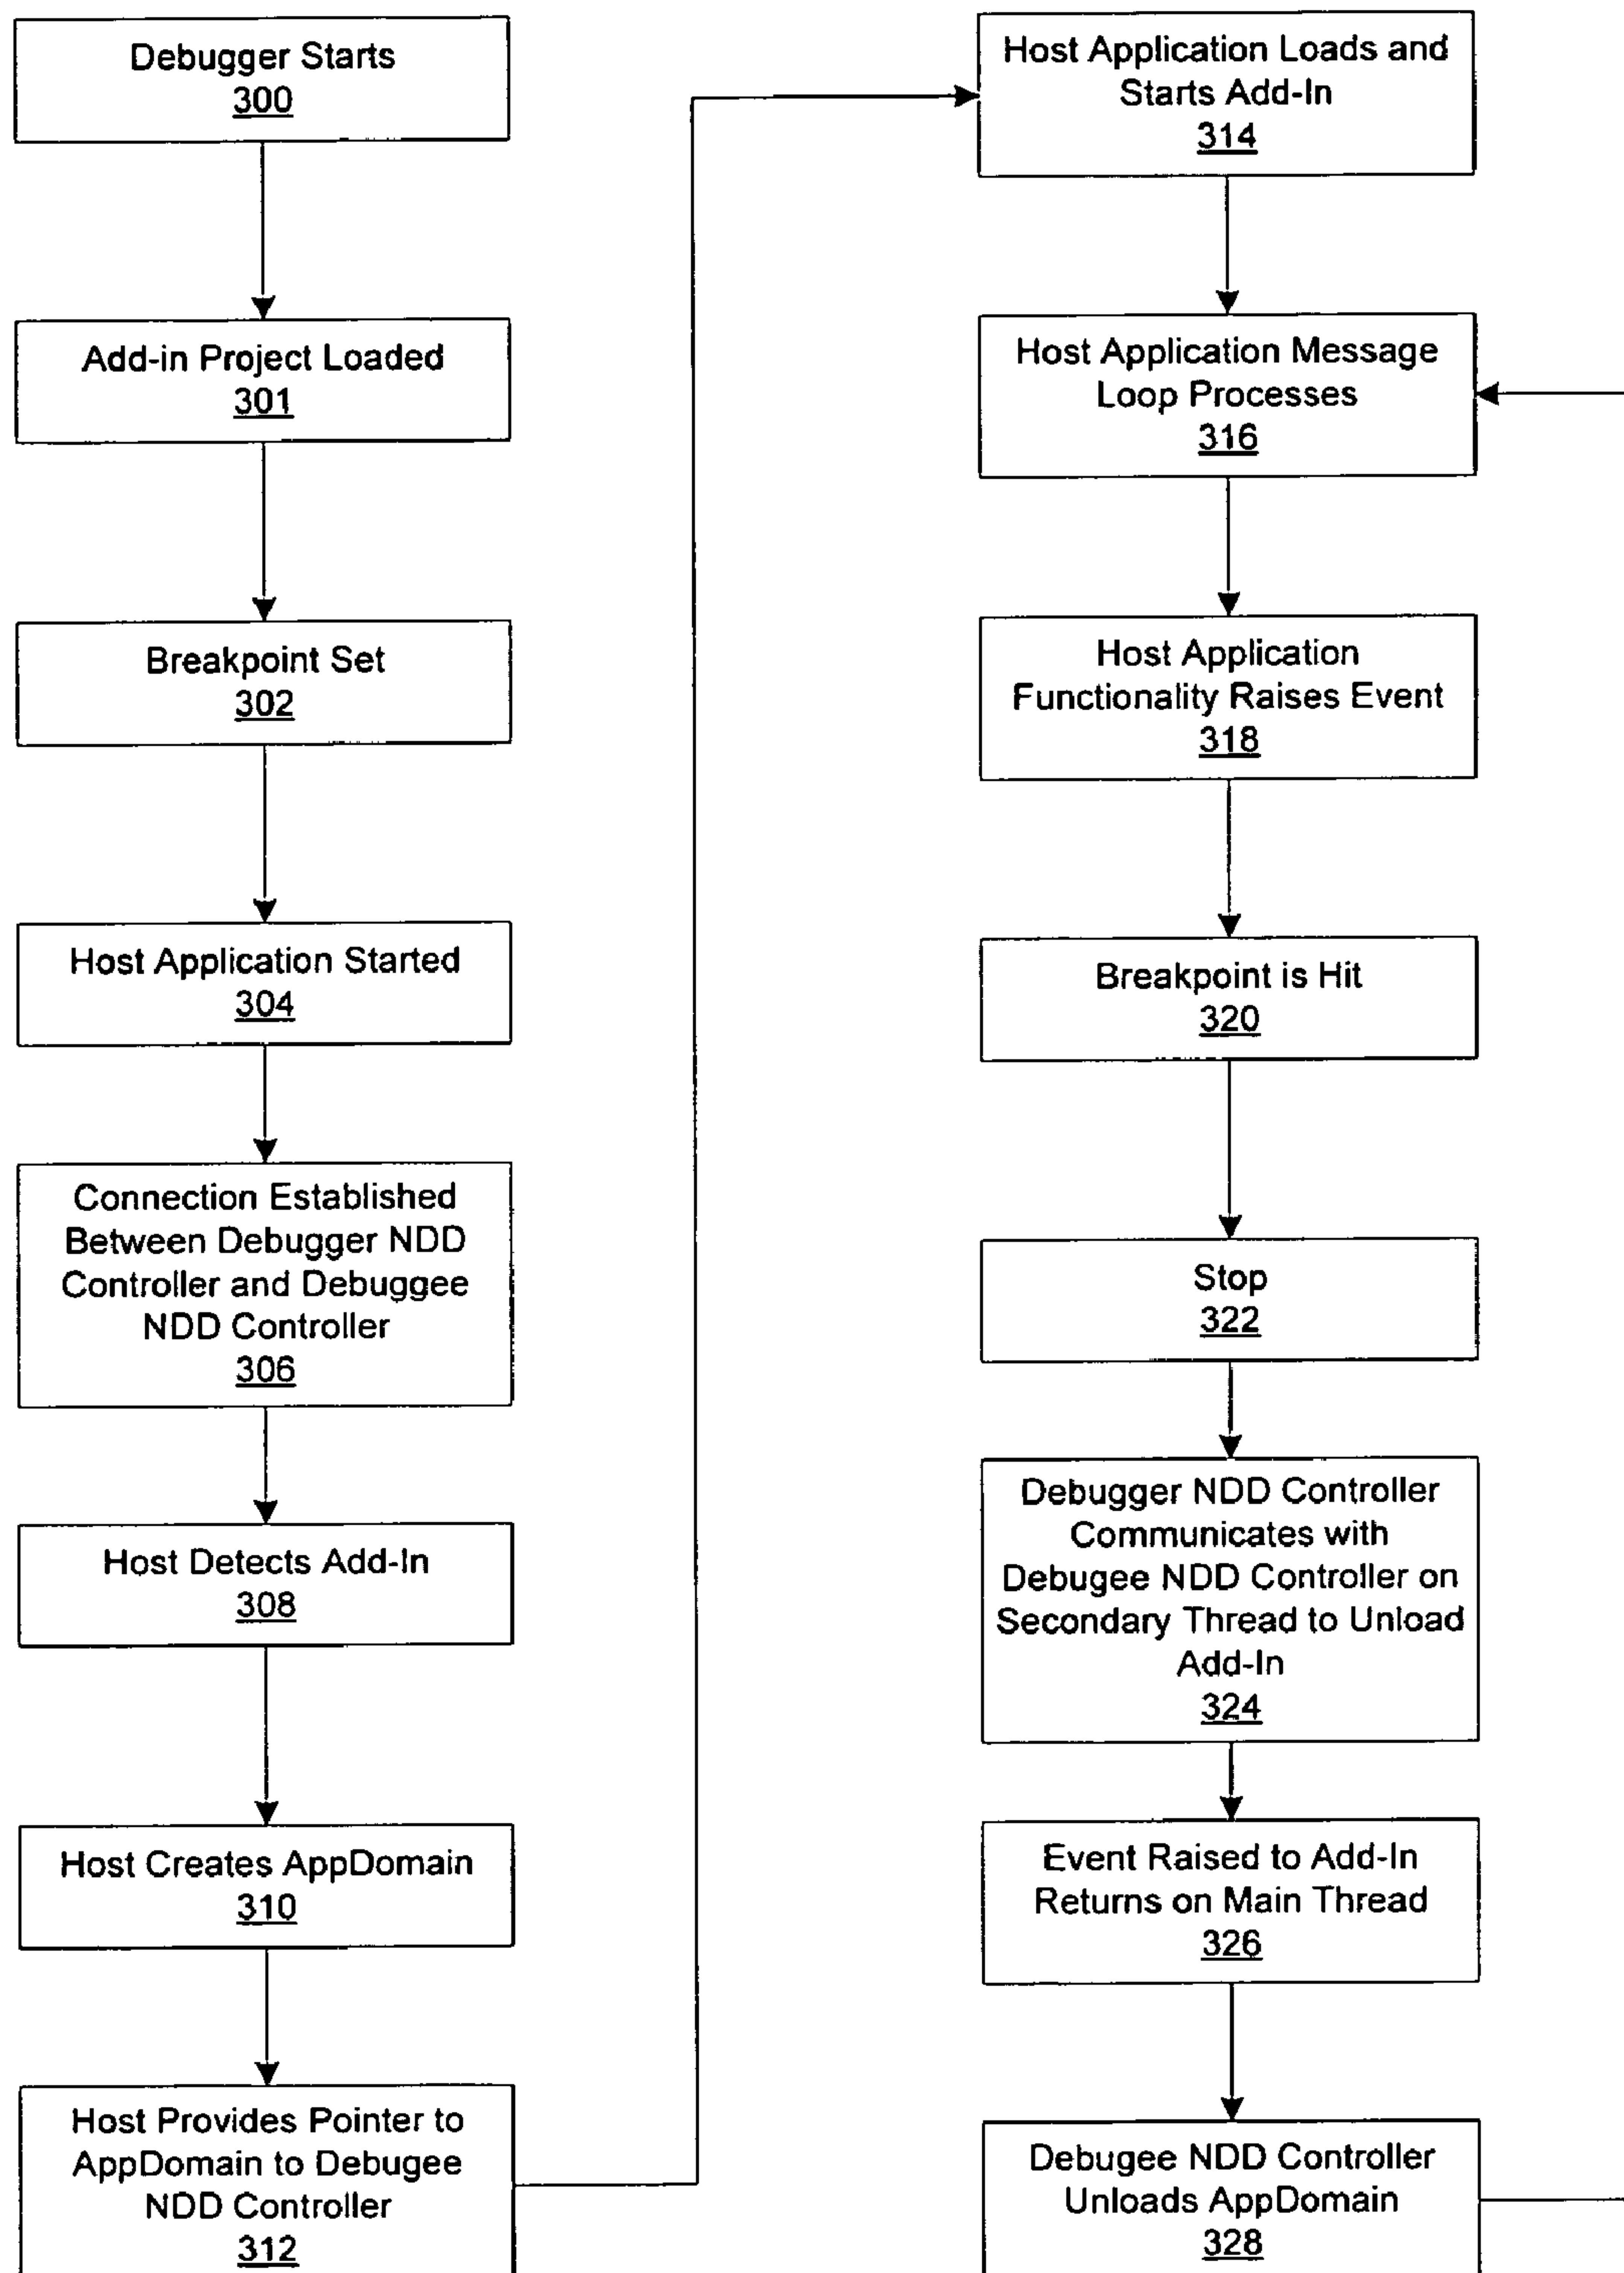 Debugger Starts
300
Add-in Project Loaded
301
Breakpoint Set
302
Host Application Started
304
Connection Established
Between Debugger NDD
Controller and Debuggee
NDD Controller
306
Host Detects Add-In
308
Host Creates AppDomain
310
Host Provides Pointer to
AppDomain to Debugee
NDD Controller
312
Host Application Loads and
Starts Add-In
314
Host Application Message
Loop Processes
316
Host Application
Functionality Raises Event
318
Breakpoint is Hit
320
Stop
322
Debugger NDD Controller
Communicates with
Debugee NDD Controller on
Secondary Thread to Unload
Add-In
324
Event Raised to Add-In
Returns on Main Thread
326
Debugee NDD Controller
Unloads AppDomain
328